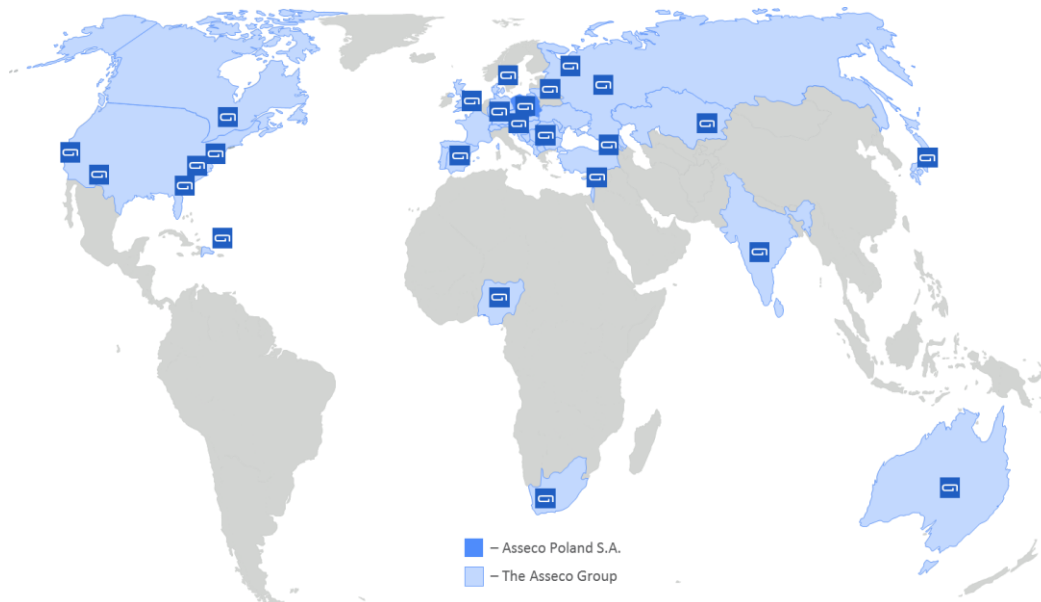 – Asseco Poland S.A.
– The Asseco Group